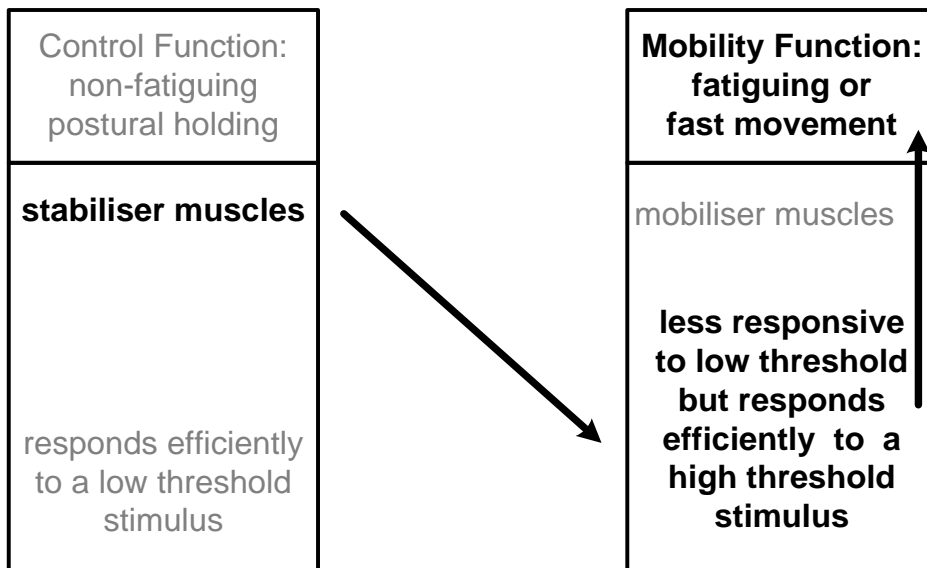 Control Function:
non-fatiguing
postural holding
stabiliser muscles
responds efficiently
to a low threshold
stimulus
Mobility Function:
fatiguing or
fast movement
mobiliser muscles
less responsive
to low threshold
but responds
efficiently to a
high threshold
stimulus